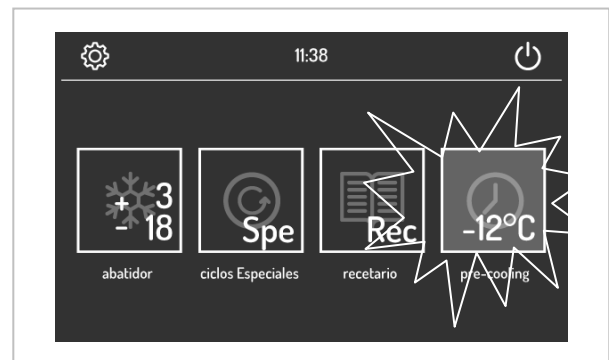 11:38
+ 3
- 18
Spe
Rec
-12°C
abatidor
ciclos Especiales
recetario
pre-cooling